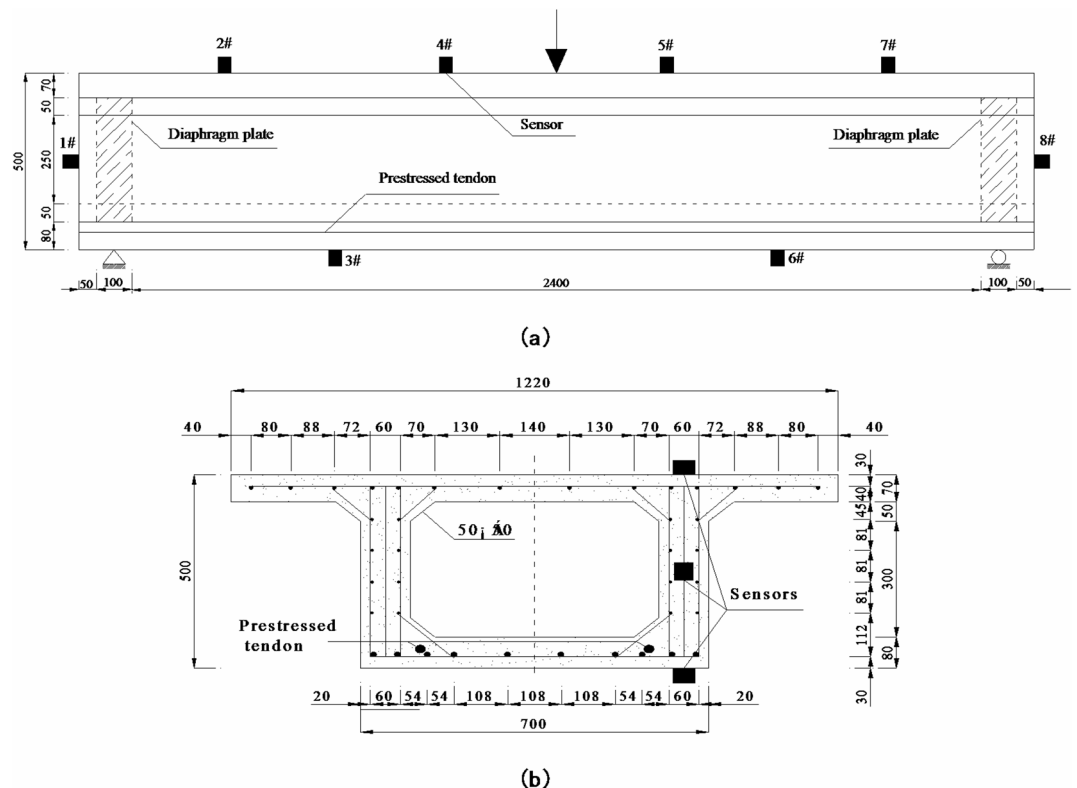 2# 4# 5# 7#
70
50
Diaphragm plate Sensor Diaphragm plate
1# 8#
500 250
Prestressed tendon
50
80
3# 6#
50 100 2400 100 50
(a)
1220
40 80 88 72 60 70 130 140 130 70 60 72 88 80 40
30
40 70
45 50
50¡Á50
81
500 81 300
81
Sensors
Prestressed
tendon
112 80
20 60 54 54 108 108 108 54 54 60 20
30
700
(b)